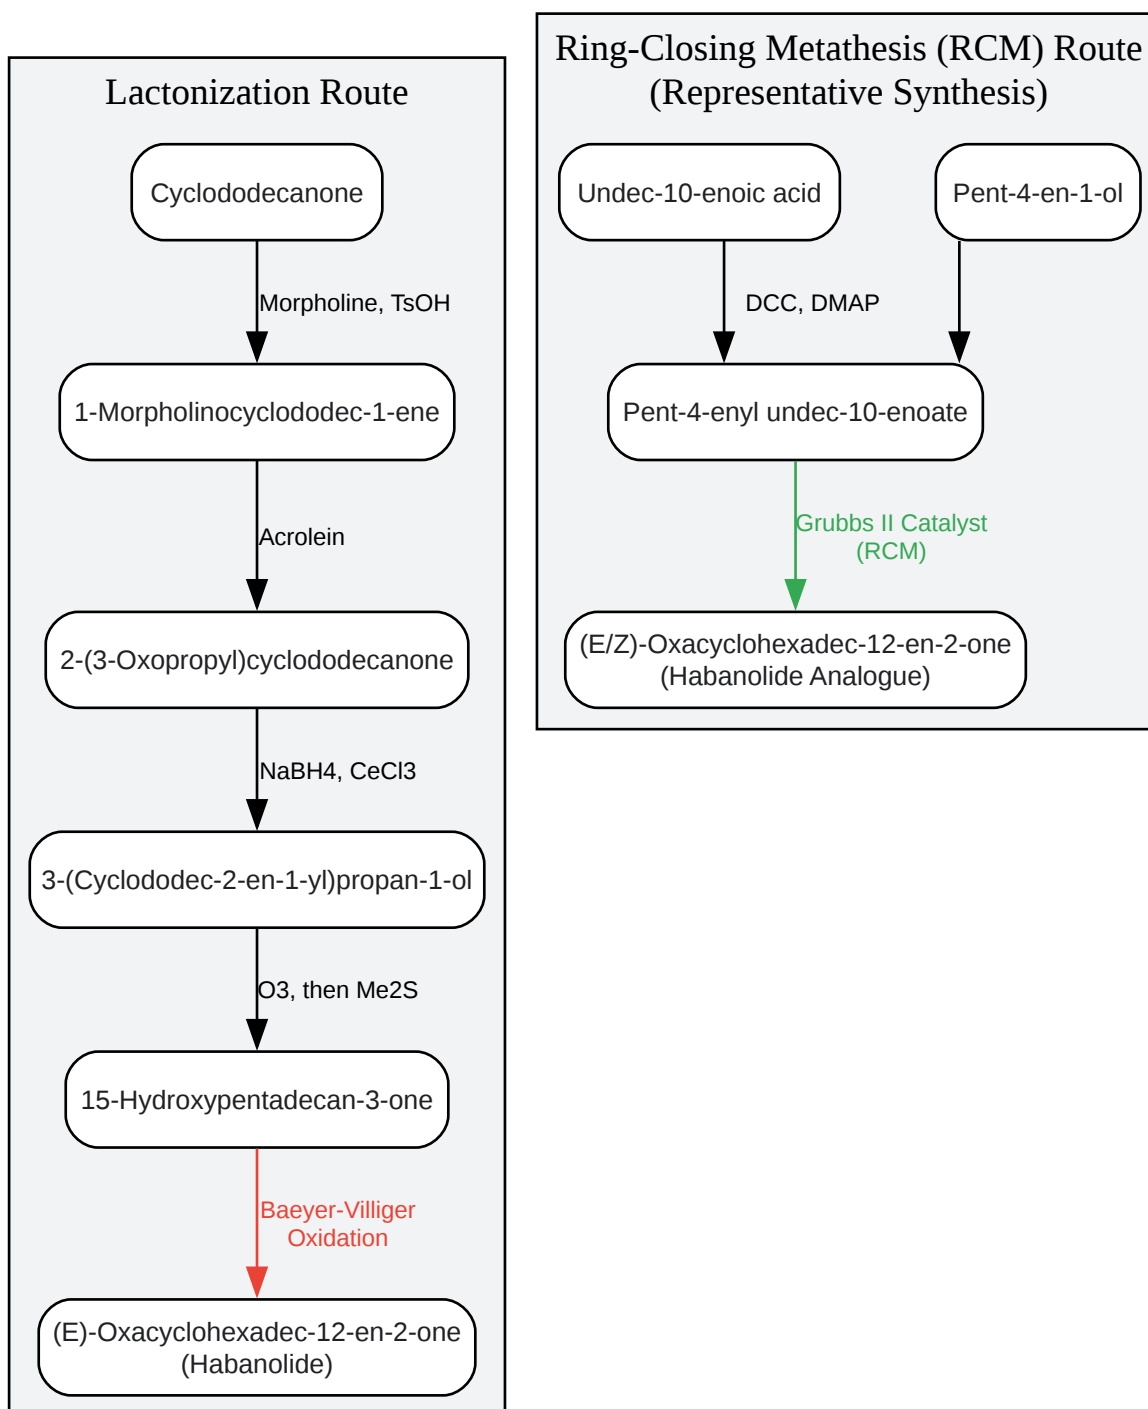 Lactonization Route
Cyclododecanone
Morpholine, TsOH
1-Morpholinocyclododec-1-ene
Acrolein
2-(3-Oxopropyl)cyclododecanone
NaBH4, CeCl3
3-(Cyclododec-2-en-1-yl)propan-1-ol
O3, then Me2S
15-Hydroxypentadecan-3-one
Baeyer-Villiger
Oxidation
(E)-Oxacyclohexadec-12-en-2-one
(Habanolide)
Ring-Closing Metathesis (RCM) Route
(Representative Synthesis)
Undec-10-enoic acid
Pent-4-en-1-ol
DCC, DMAP
Pent-4-enyl undec-10-enoate
Grubbs II Catalyst
(RCM)
(E/Z)-Oxacyclohexadec-12-en-2-one
(Habanolide Analogue)